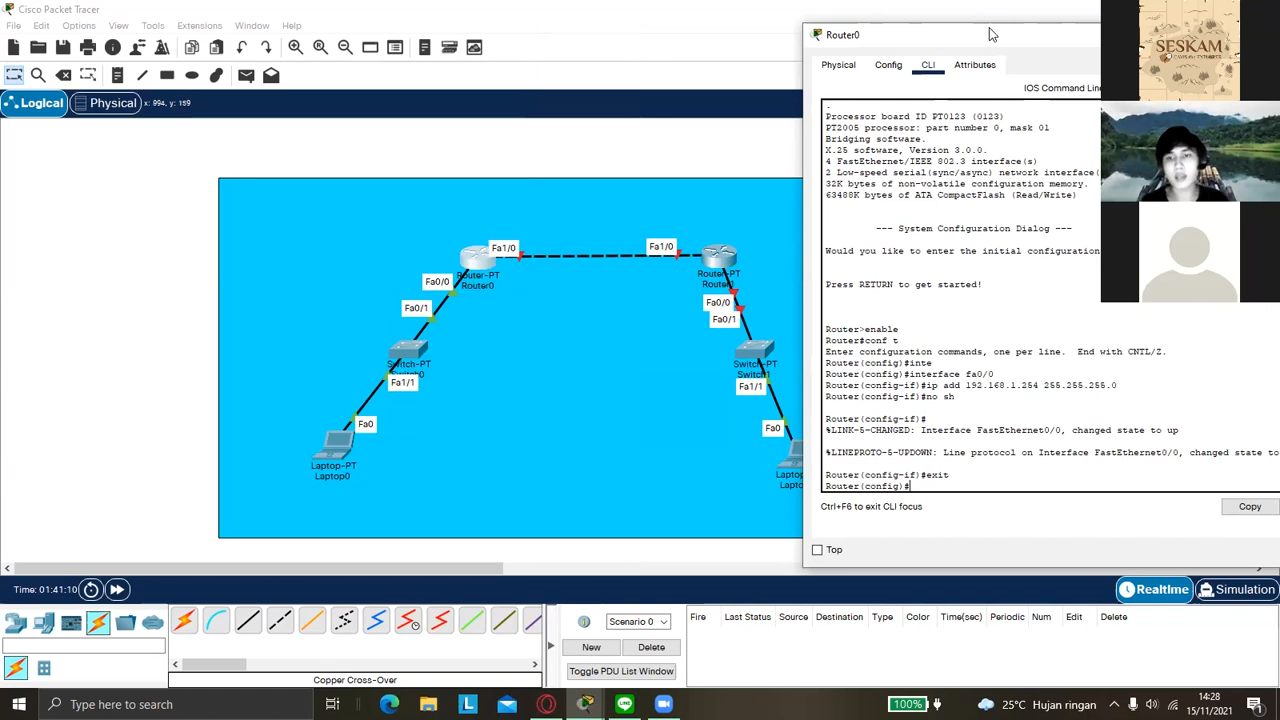 Cisco Packet Tracer
File Edit Options View Tools Extensions Window Help
Logical
Physical
x: 994, y: 159
Fa1/0
Router-PT
Router0
Fa0/0
Fa0/1
Switch-PT
Fa1/1
Fa0
Laptop-PT
Laptop0
Fa1/0
Router-PT
Fa0/0
Fa0/1
Switch-PT
Fa1/1
Fa0
Router0
Physical Config CLI Attributes
IOS Command Line
Processor board ID PT0123 (0123)
PT2005 processor: part number 0, mask 01
Bridging software.
X.25 software, Version 3.0.0.
4 FastEthernet/IEEE 802.3 interface(s)
2 Low-speed serial(sync/async) network interface(
32K bytes of non-volatile configuration memory.
63488K bytes of ATA CompactFlash (Read/Write)
--- System Configuration Dialog ---
Would you like to enter the initial configuration
Press RETURN to get started!
Router>enable
Router#conf t
Enter configuration commands, one per line. End with CNTL/Z.
Router(config)#inte
Router(config)#interface fa0/0
Router(config-if)#ip add 192.168.1.254 255.255.255.0
Router(config-if)#no sh
Router(config-if)#
%LINK-5-CHANGED: Interface FastEthernet0/0, changed state to up
%LINEPROTO-5-UPDOWN: Line protocol on Interface FastEthernet0/0, changed state to
Router(config-if)#exit
Router(config)#
Ctrl+F6 to exit CLI focus
Copy
Top
SESKAM
Time: 01:41:10
Realtime
Simulation
Scenario 0
New
Delete
Toggle PDU List Window
Fire Last Status Source Destination Type Color Time(sec) Periodic Num Edit Delete
Copper Cross-Over
Type here to search
100%
25°C Hujan ringan
14:28
15/11/2021